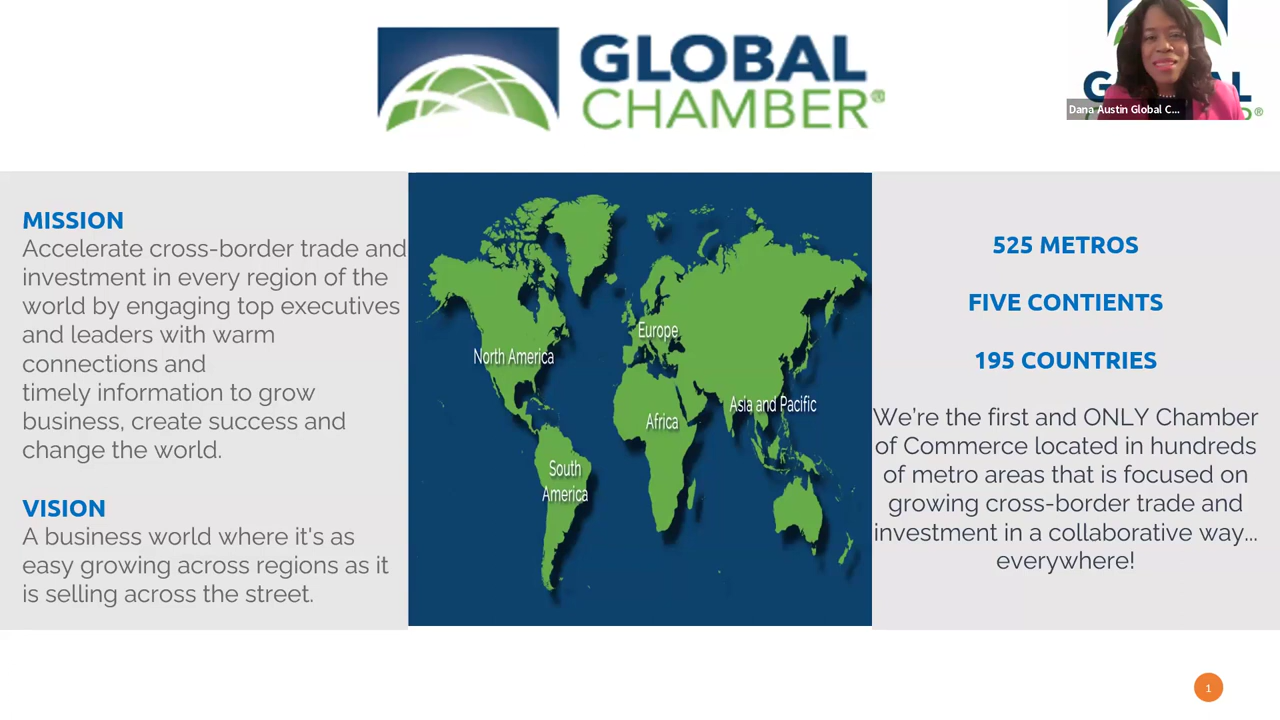 GLOBAL
CHAMBER®
Dana Austin Global C...
MISSION
Accelerate cross-border trade and
investment in every region of the
world by engaging top executives
and leaders with warm
connections and
timely information to grow
business, create success and
change the world.
VISION
A business world where it's as
easy growing across regions as it
is selling across the street.
North America
Europe
Asia and Pacific
Africa
South
America
525 METROS
FIVE CONTIENTS
195 COUNTRIES
We're the first and ONLY Chamber
of Commerce located in hundreds
of metro areas that is focused on
growing cross-border trade and
investment in a collaborative way...
everywhere!
1